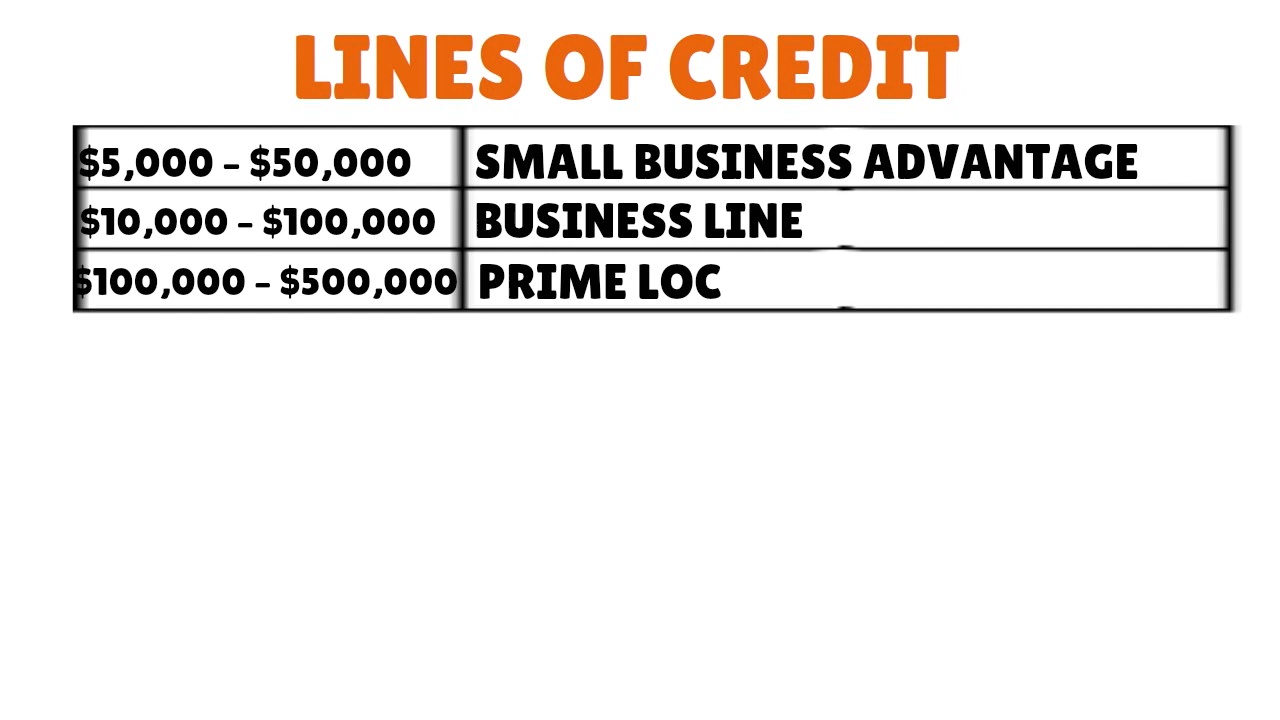 LINES OF CREDIT
$5,000 – $50,000 SMALL BUSINESS ADVANTAGE
$10,000 – $100,000 BUSINESS LINE
$100,000 – $500,000 PRIME LOC